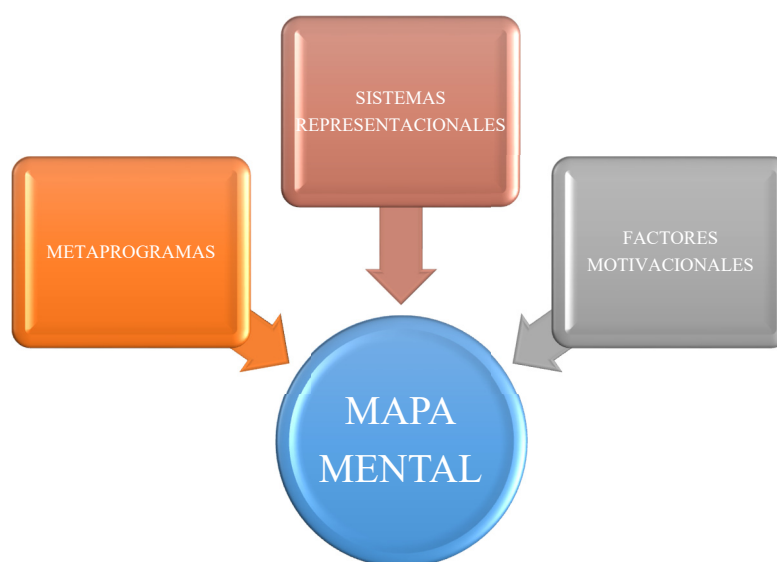 SISTEMAS
REPRESENTACIONALES
METAPROGRAMAS
FACTORES
MOTIVACIONALES
MAPA
MENTAL